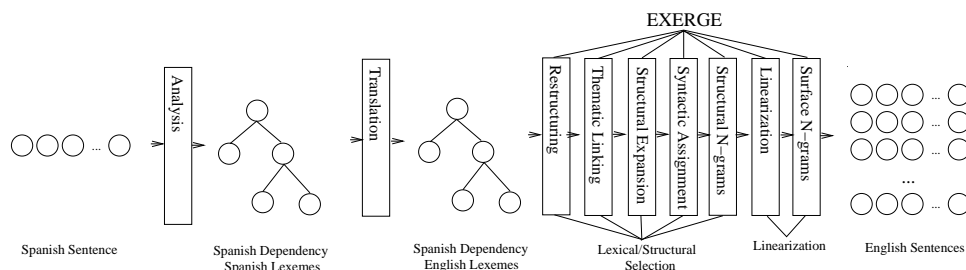 EXERGE
Analysis
Translation
Restructuring
Thematic Linking
Structural Expansion
Syntactic Assignment
Structural N-grams
Linearization
Surface N-grams
...
...
...
...
...
...
Spanish Sentence
Spanish Dependency
Spanish Lexemes
Spanish Dependency
English Lexemes
Lexical/Structural
Selection
Linearization
English Sentences